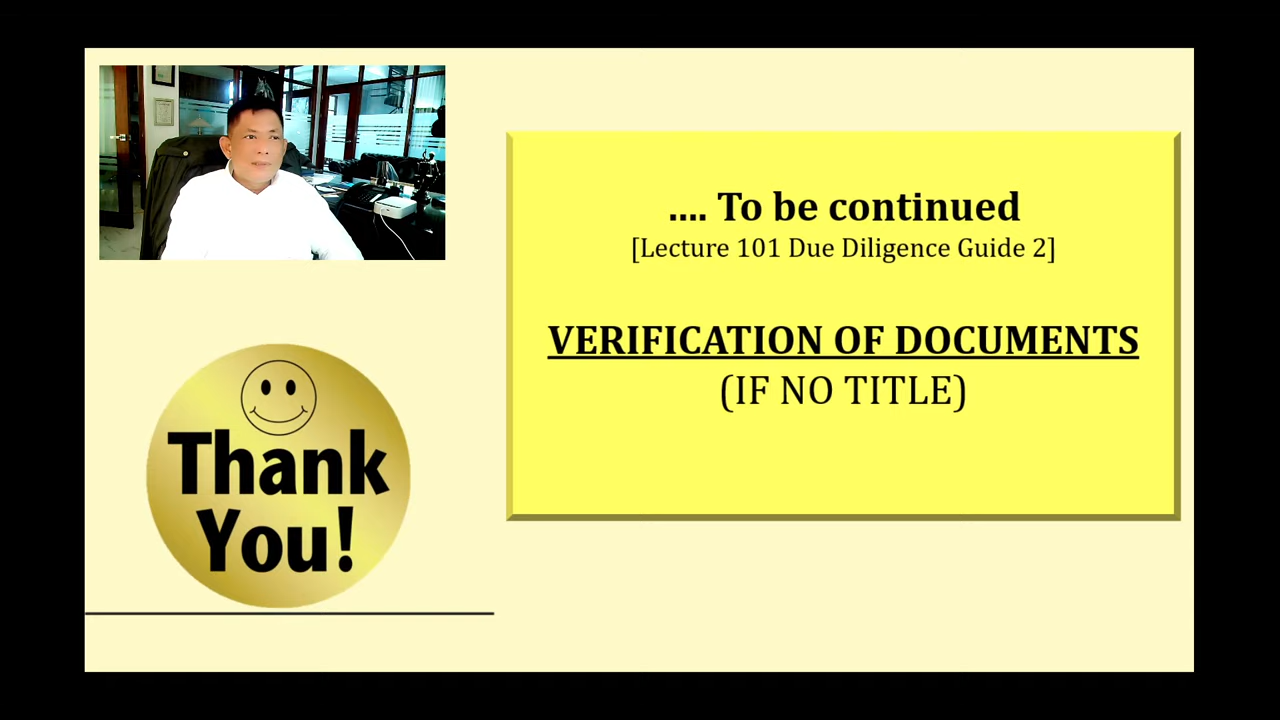 .... To be continued
[Lecture 101 Due Diligence Guide 2]
VERIFICATION OF DOCUMENTS
(IF NO TITLE)
Thank
You!